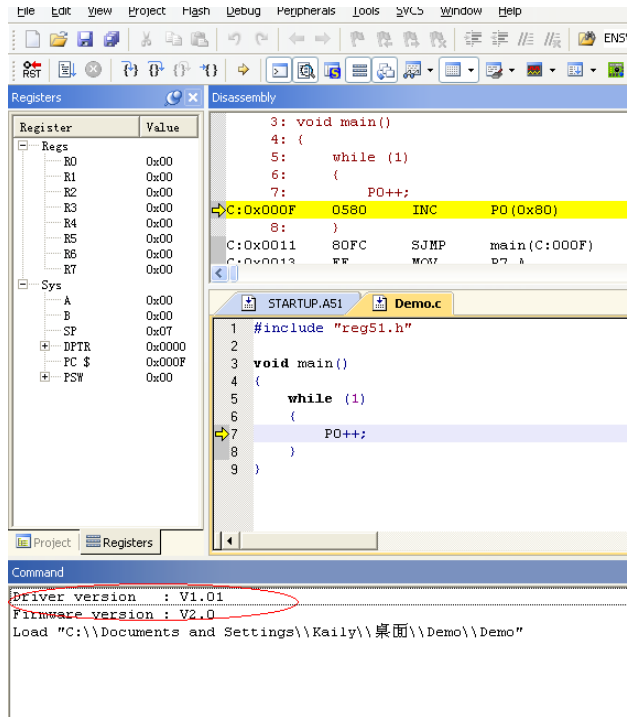 File Edit View Project Flash Debug Peripherals Tools SVCS Window Help
RST
Registers
Register Value
Regs
R0 0x00
R1 0x00
R2 0x00
R3 0x00
R4 0x00
R5 0x00
R6 0x00
R7 0x00
Sys
A 0x00
B 0x00
SP 0x07
DPTR 0x0000
PC $ 0x000F
PSW 0x00
Project Registers
Disassembly
3: void main()
4: {
5: while (1)
6: {
7: P0++;
C:0x000F 0580 INC P0(0x80)
8: }
C:0x0011 80FC SJMP main(C:000F)
C:0x0013 FF MOV R7,A
STARTUP.A51 Demo.c
1 #include "reg51.h"
2
3 void main()
4 {
5 while (1)
6 {
7 P0++;
8 }
9 }
Command
Driver version : V1.01
Firmware version : V2.0
Load "C:\\Documents and Settings\\Kaily\\桌面\\Demo\\Demo"